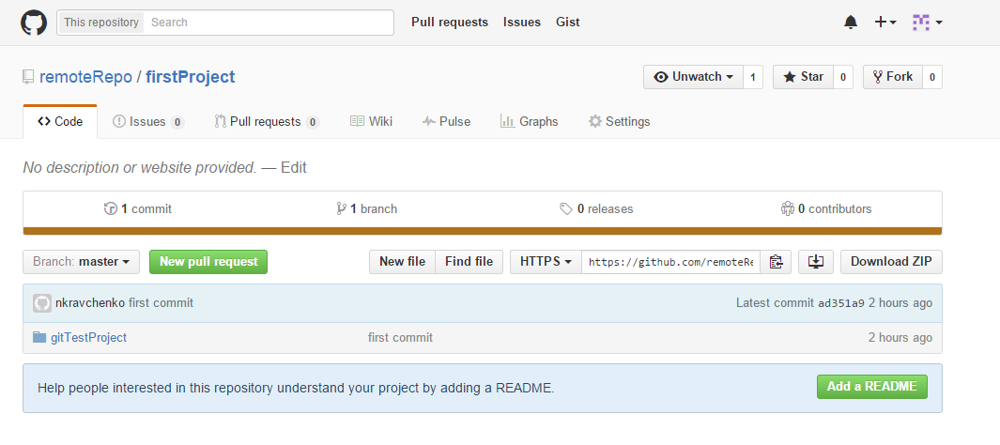 This repository Search Pull requests Issues Gist
remoteRepo / firstProject Unwatch 1 Star 0 Fork 0
Code Issues 0 Pull requests 0 Wiki Pulse Graphs Settings
No description or website provided. — Edit
1 commit 1 branch 0 releases 0 contributors
Branch: master New pull request New file Find file HTTPS https://github.com/remoteRe Download ZIP
nkravchenko first commit Latest commit ad351a9 2 hours ago
gitTestProject first commit 2 hours ago
Help people interested in this repository understand your project by adding a README. Add a README